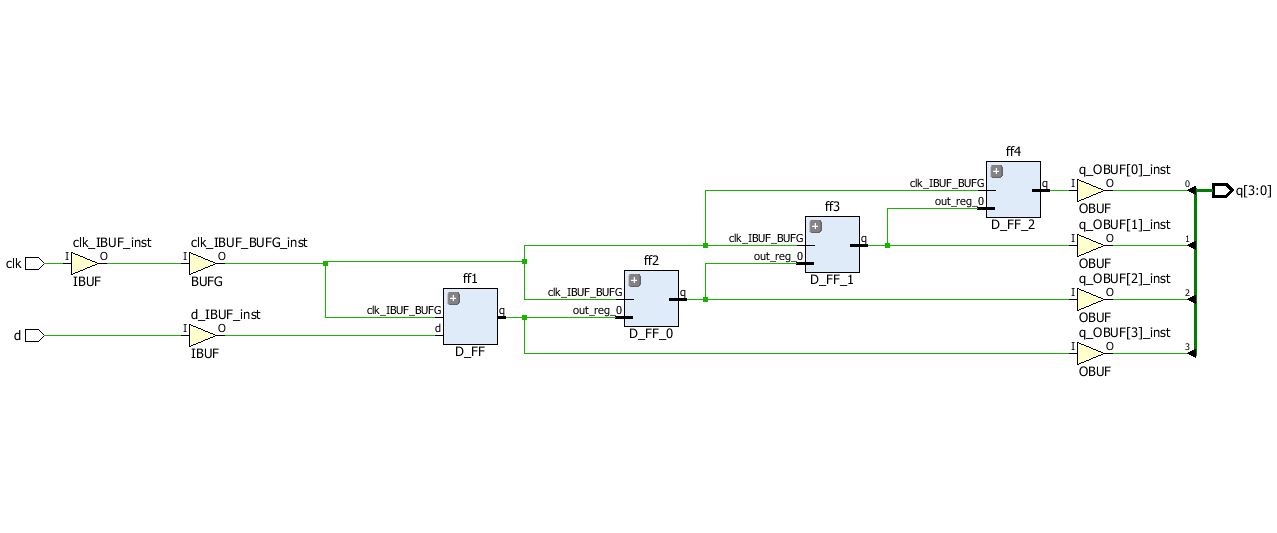 ff4
clk_IBUF_BUFG
out_reg_0
q
D_FF_2
q_OBUF[0]_inst
I
O
OBUF
0
q[3:0]
ff3
clk_IBUF_BUFG
out_reg_0
q
D_FF_1
q_OBUF[1]_inst
I
O
OBUF
1
ff2
clk_IBUF_BUFG
out_reg_0
q
D_FF_0
q_OBUF[2]_inst
I
O
OBUF
2
clk
clk_IBUF_inst
I
O
IBUF
clk_IBUF_BUFG_inst
I
O
BUFG
ff1
clk_IBUF_BUFG
d
q
D_FF
d
d_IBUF_inst
I
O
IBUF
q_OBUF[3]_inst
I
O
OBUF
3